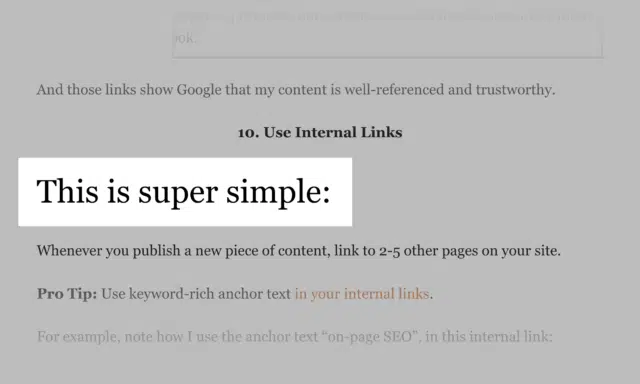 ok.
And those links show Google that my content is well-referenced and trustworthy.
10. Use Internal Links
This is super simple:
Whenever you publish a new piece of content, link to 2-5 other pages on your site.
Pro Tip: Use keyword-rich anchor text in your internal links.
For example, note how I use the anchor text “on-page SEO”, in this internal link: